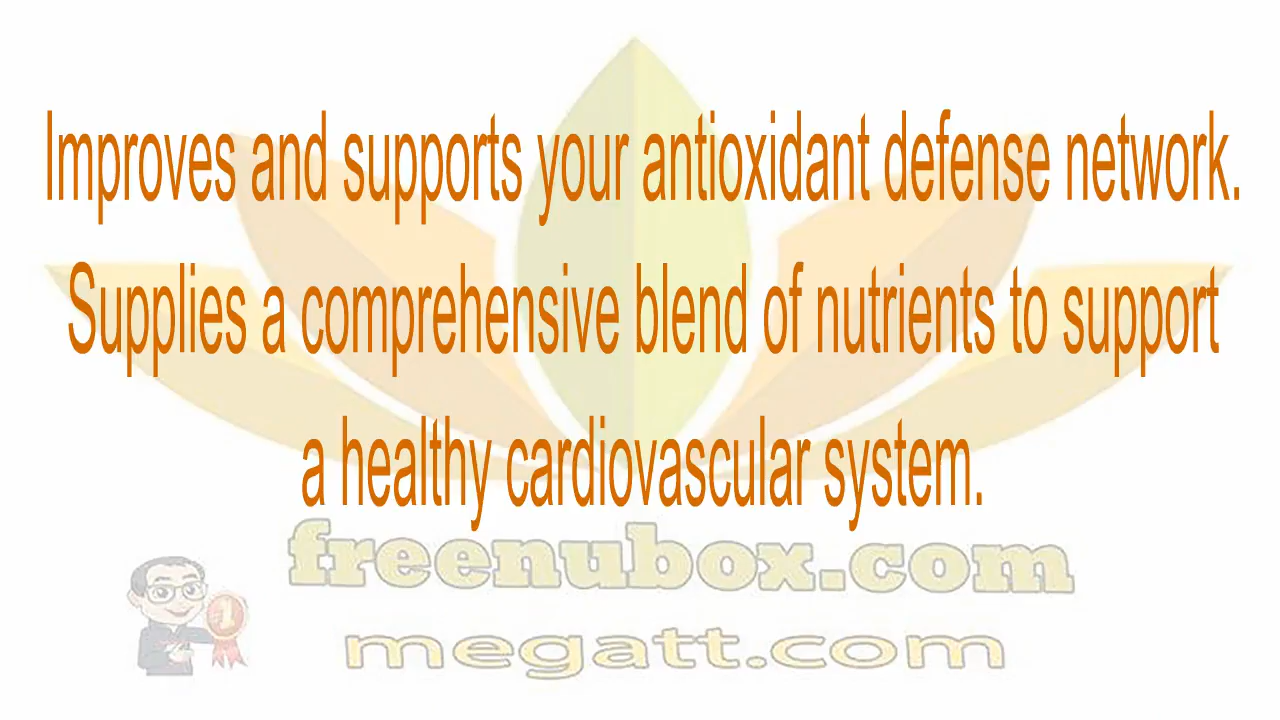 Improves and supports your antioxidant defense network.
Supplies a comprehensive blend of nutrients to support
a healthy cardiovascular system.
freenubox.com
1
megatt.com